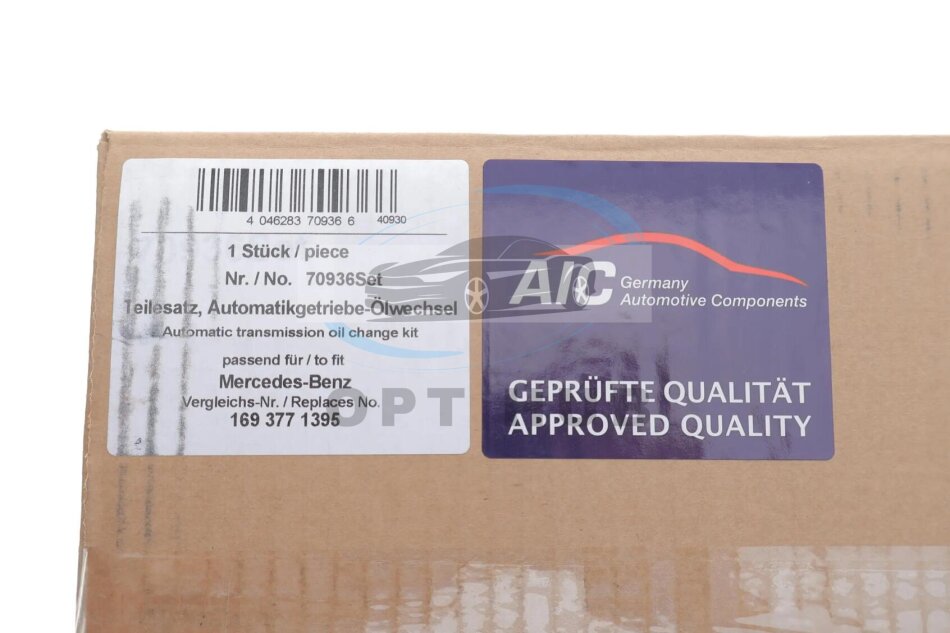 4 046283 70936 6 40930
1 Stück / piece
Nr. / No. 70936Set
Teilesatz, Automatikgetriebe-Ölwechsel
Automatic transmission oil change kit
passend für / to fit
Mercedes-Benz
Vergleichs-Nr. / Replaces No.
169 377 1395
AIC Germany
Automotive Components
GEPRÜFTE QUALITÄT
APPROVED QUALITY